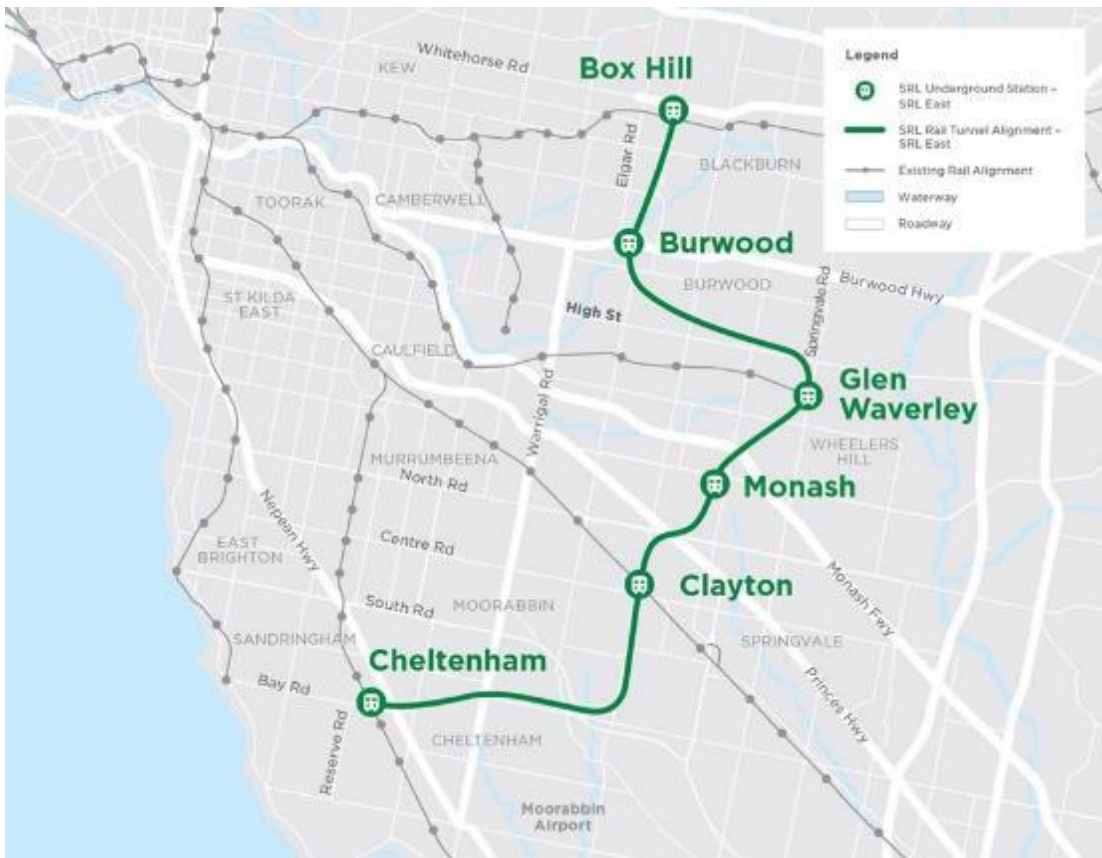 Whitehorse Rd
KEW
Box Hill
Legend
SRL Underground Station –
SRL East
SRL Rail Tunnel Alignment –
SRL East
Existing Rail Alignment
Waterway
Roadway
Elgar Rd
BLACKBURN
TOORAK
CAMBERWELL
Burwood
BURWOOD
Burwood Hwy
Springvale Rd
ST KILDA
EAST
High St
CAULFIELD
Warrigal Rd
Glen
Waverley
WHEELERS
HILL
MURRUMBEENA
North Rd
Monash
Nepean Hwy
EAST
BRIGHTON
Centre Rd
Clayton
Monash Fwy
South Rd
MOORABBIN
SPRINGVALE
SANDRINGHAM
Cheltenham
Bay Rd
Princes Hwy
Reserve Rd
CHELTENHAM
Moorabbin
Airport